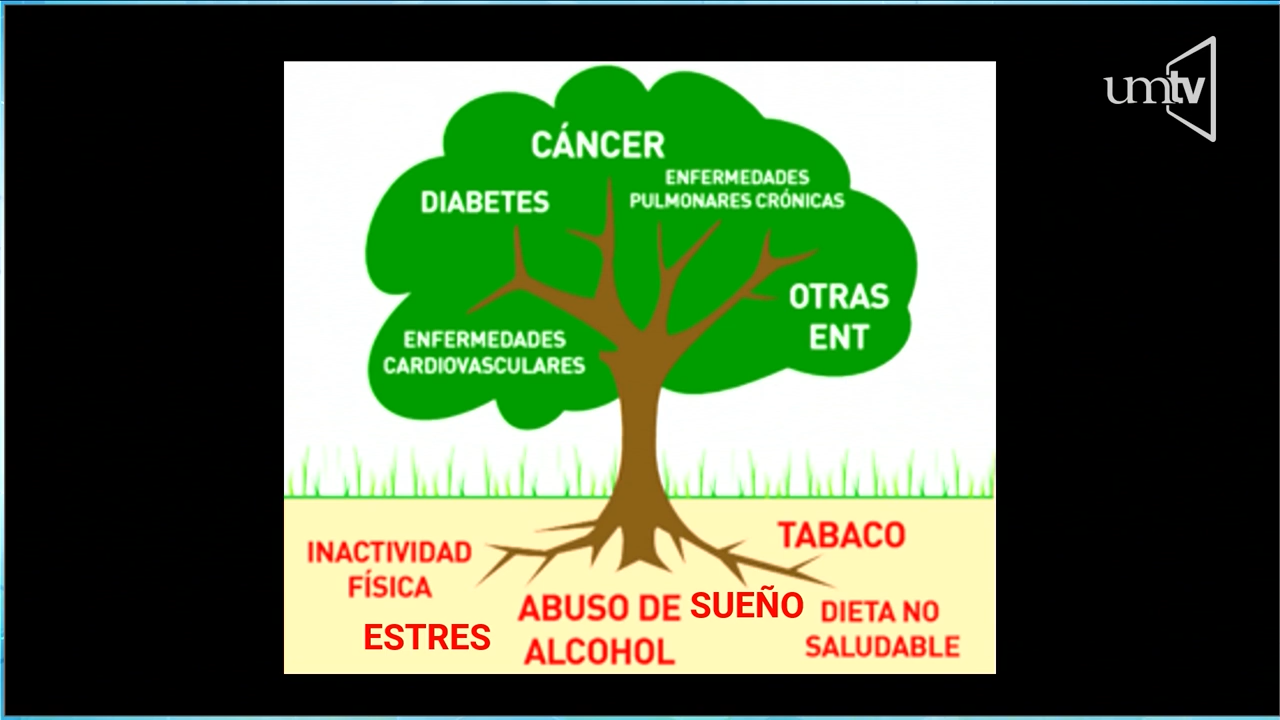 umtv
CÁNCER
ENFERMEDADES
PULMONARES CRÓNICAS
DIABETES
OTRAS
ENT
ENFERMEDADES
CARDIOVASCULARES
TABACO
INACTIVIDAD
FÍSICA
ABUSO DE
ALCOHOL
SUEÑO
DIETA NO
SALUDABLE
ESTRES